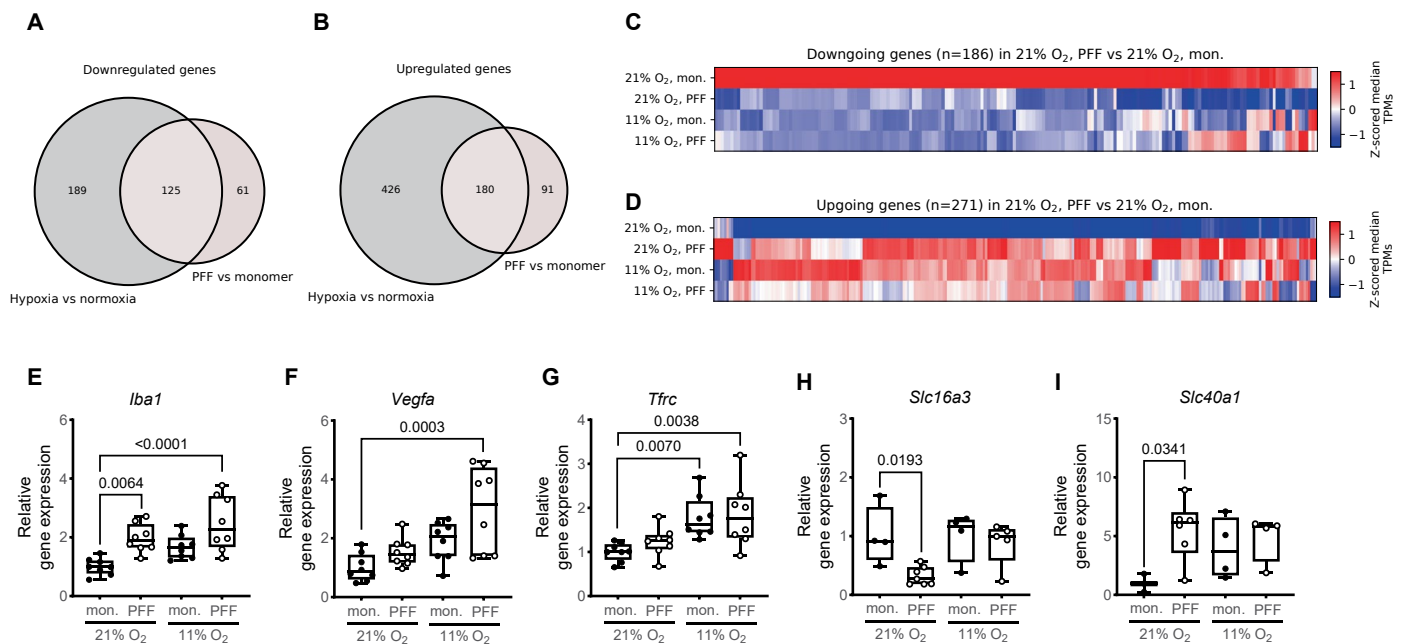 A
B
C
Downregulated genes
Upregulated genes
189
125
61
426
180
91
PFF vs monomer
Hypoxia vs normoxia
PFF vs monomer
Hypoxia vs normoxia
Downgoing genes (n=186) in 21% O₂, PFF vs 21% O₂, mon.
21% O₂, mon.
21% O₂, PFF
11% O₂, mon.
11% O₂, PFF
1
0
−1
Z-scored median
TPMs
D
Upgoing genes (n=271) in 21% O₂, PFF vs 21% O₂, mon.
21% O₂, mon.
21% O₂, PFF
11% O₂, mon.
11% O₂, PFF
1
0
−1
Z-scored median
TPMs
E
Iba1
Relative
gene expression
6
4
2
0
<0.0001
0.0064
mon. PFF mon. PFF
21% O₂ 11% O₂
F
Vegfa
Relative
gene expression
6
4
2
0
0.0003
mon. PFF mon. PFF
21% O₂ 11% O₂
G
Tfrc
Relative
gene expression
4
3
2
1
0
0.0038
0.0070
mon. PFF mon. PFF
21% O₂ 11% O₂
H
Slc16a3
Relative
gene expression
3
2
1
0
0.0193
mon. PFF mon. PFF
21% O₂ 11% O₂
I
Slc40a1
Relative
gene expression
15
10
5
0
0.0341
mon. PFF mon. PFF
21% O₂ 11% O₂